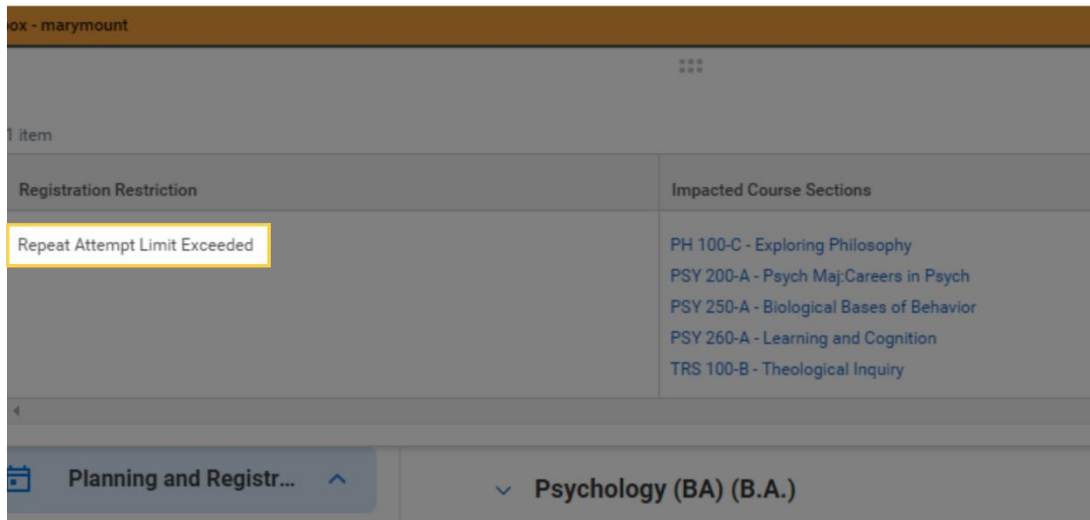 ox - marymount
1 item
Registration Restriction
Impacted Course Sections
Repeat Attempt Limit Exceeded
PH 100-C - Exploring Philosophy
PSY 200-A - Psych Maj:Careers in Psych
PSY 250-A - Biological Bases of Behavior
PSY 260-A - Learning and Cognition
TRS 100-B - Theological Inquiry
Planning and Registr...
Psychology (BA) (B.A.)